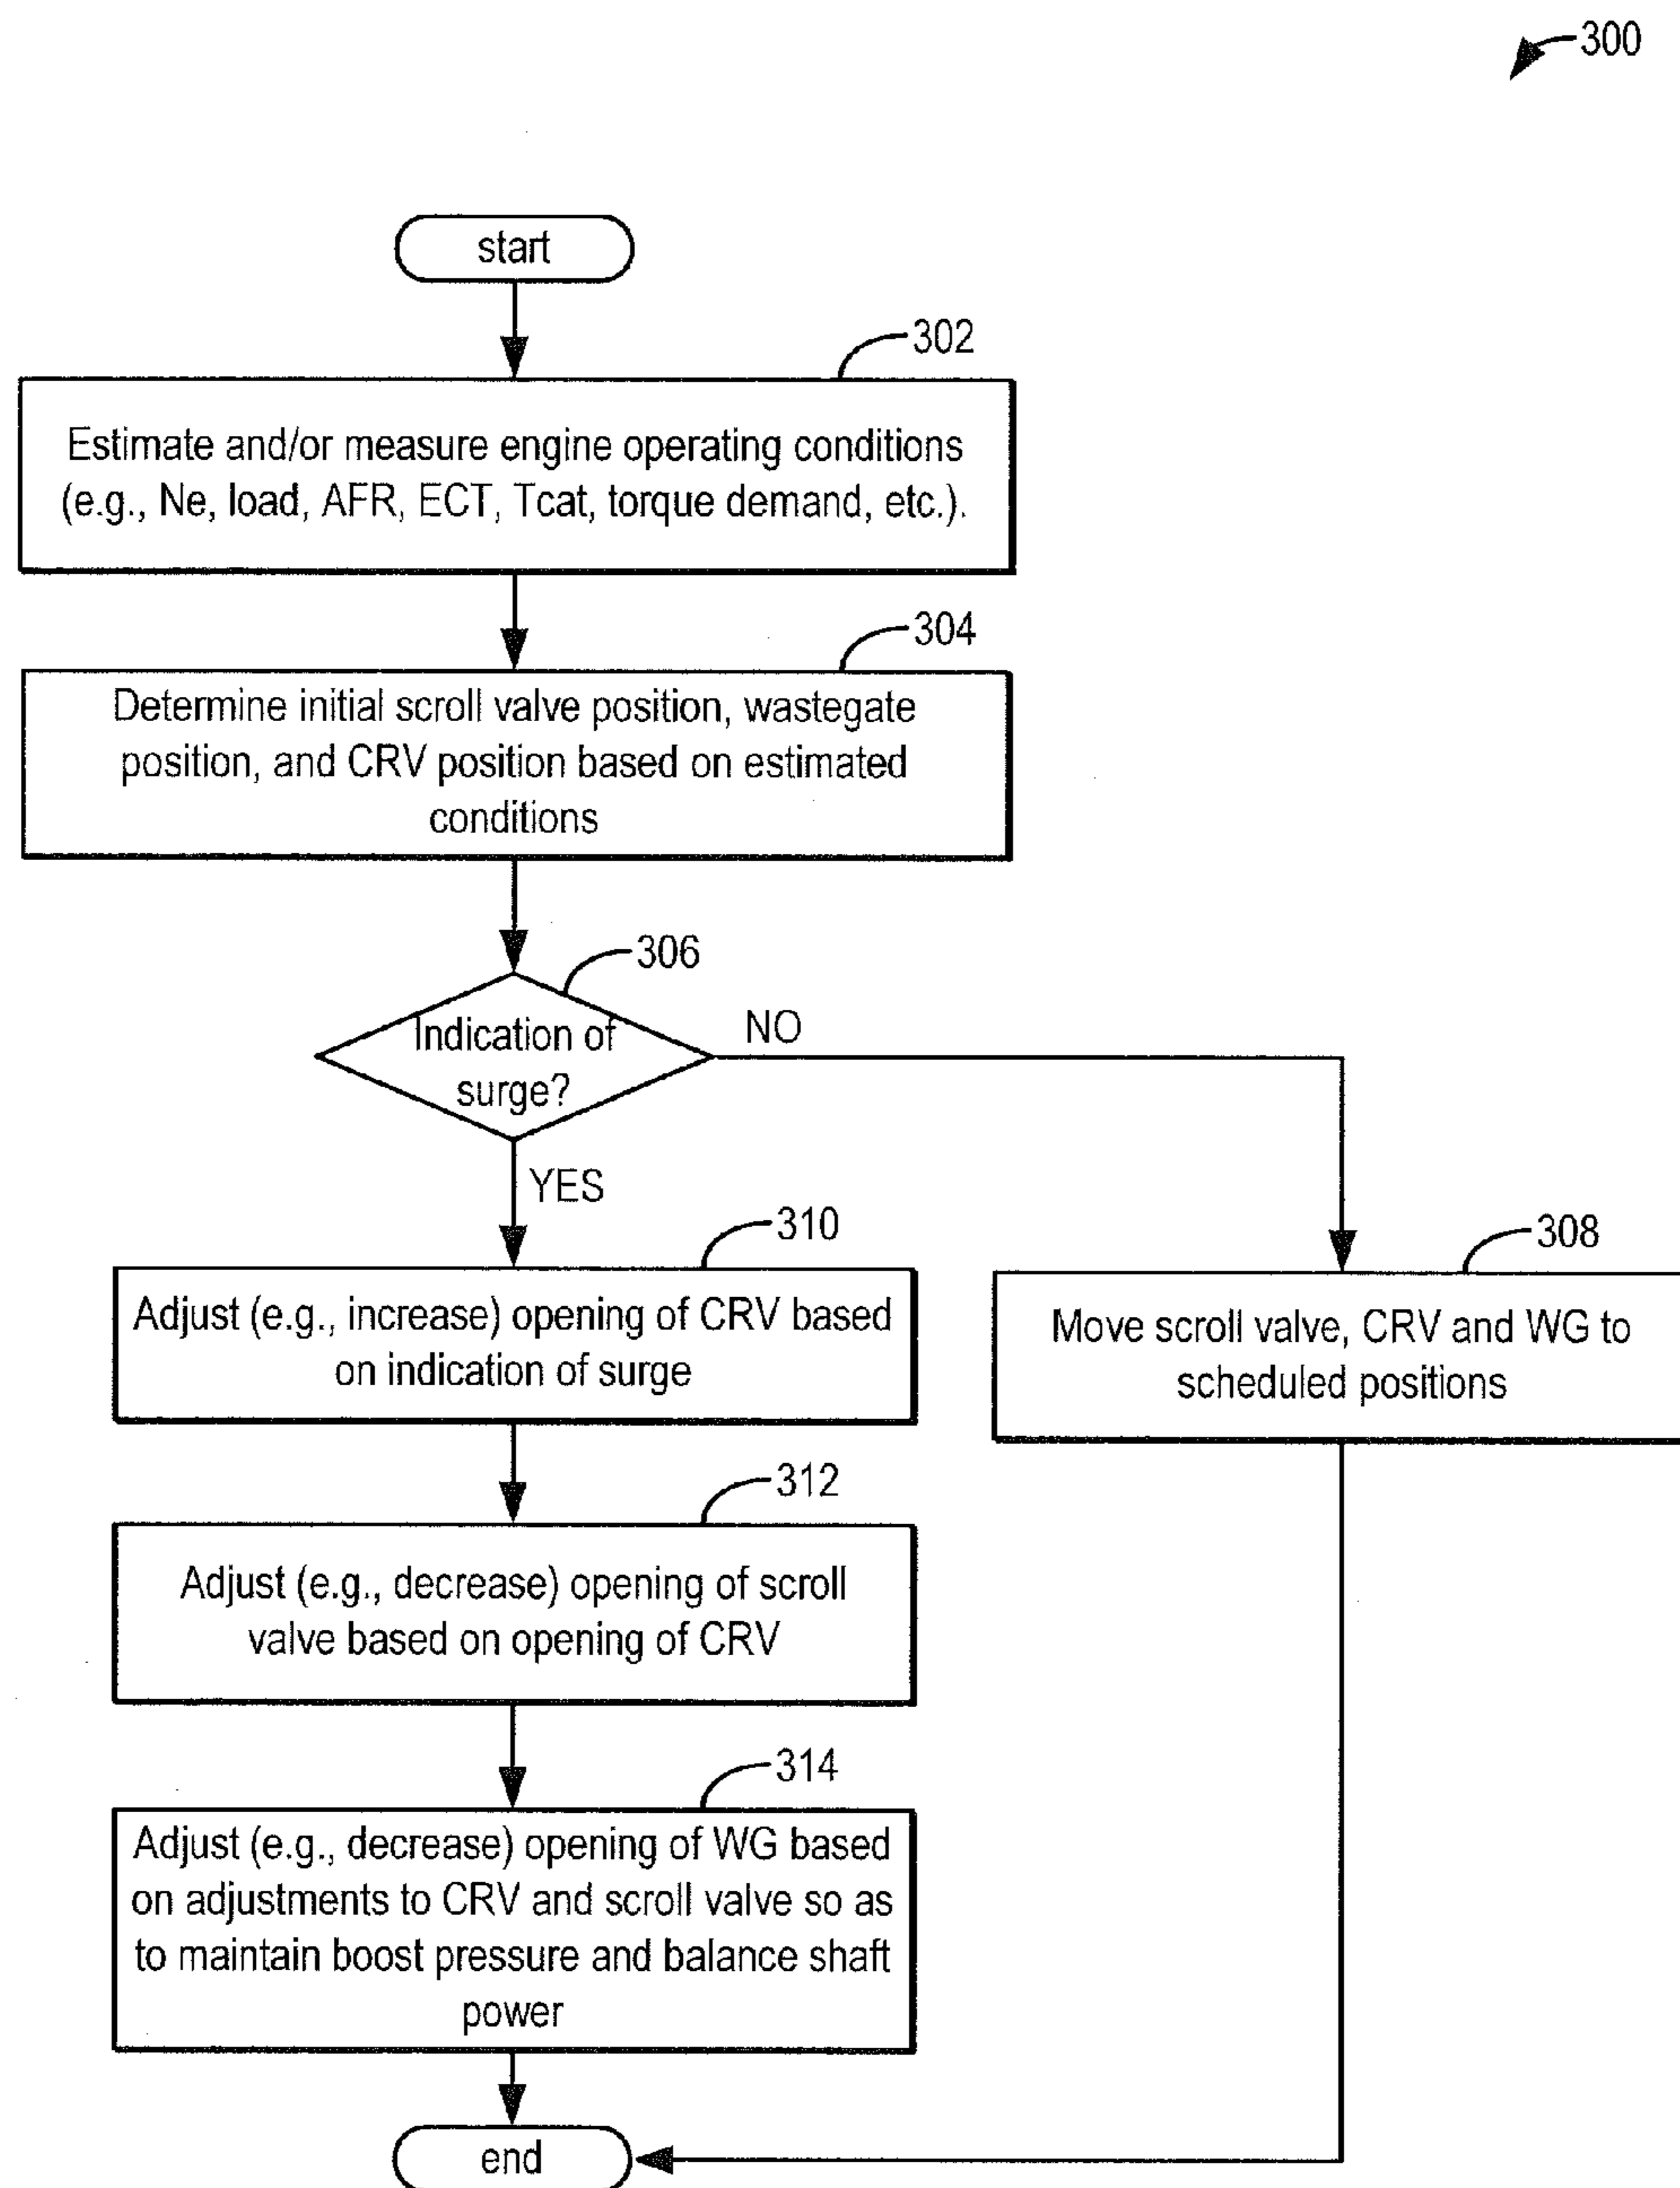 300
start
302
Estimate and/or measure engine operating conditions
(e.g., Ne, load, AFR, ECT, Tcat, torque demand, etc.).
304
Determine initial scroll valve position, wastegate
position, and CRV position based on estimated
conditions
306
Indication of
surge?
NO
YES
310
Adjust (e.g., increase) opening of CRV based
on indication of surge
308
Move scroll valve, CRV and WG to
scheduled positions
312
Adjust (e.g., decrease) opening of scroll
valve based on opening of CRV
314
Adjust (e.g., decrease) opening of WG based
on adjustments to CRV and scroll valve so as
to maintain boost pressure and balance shaft
power
end